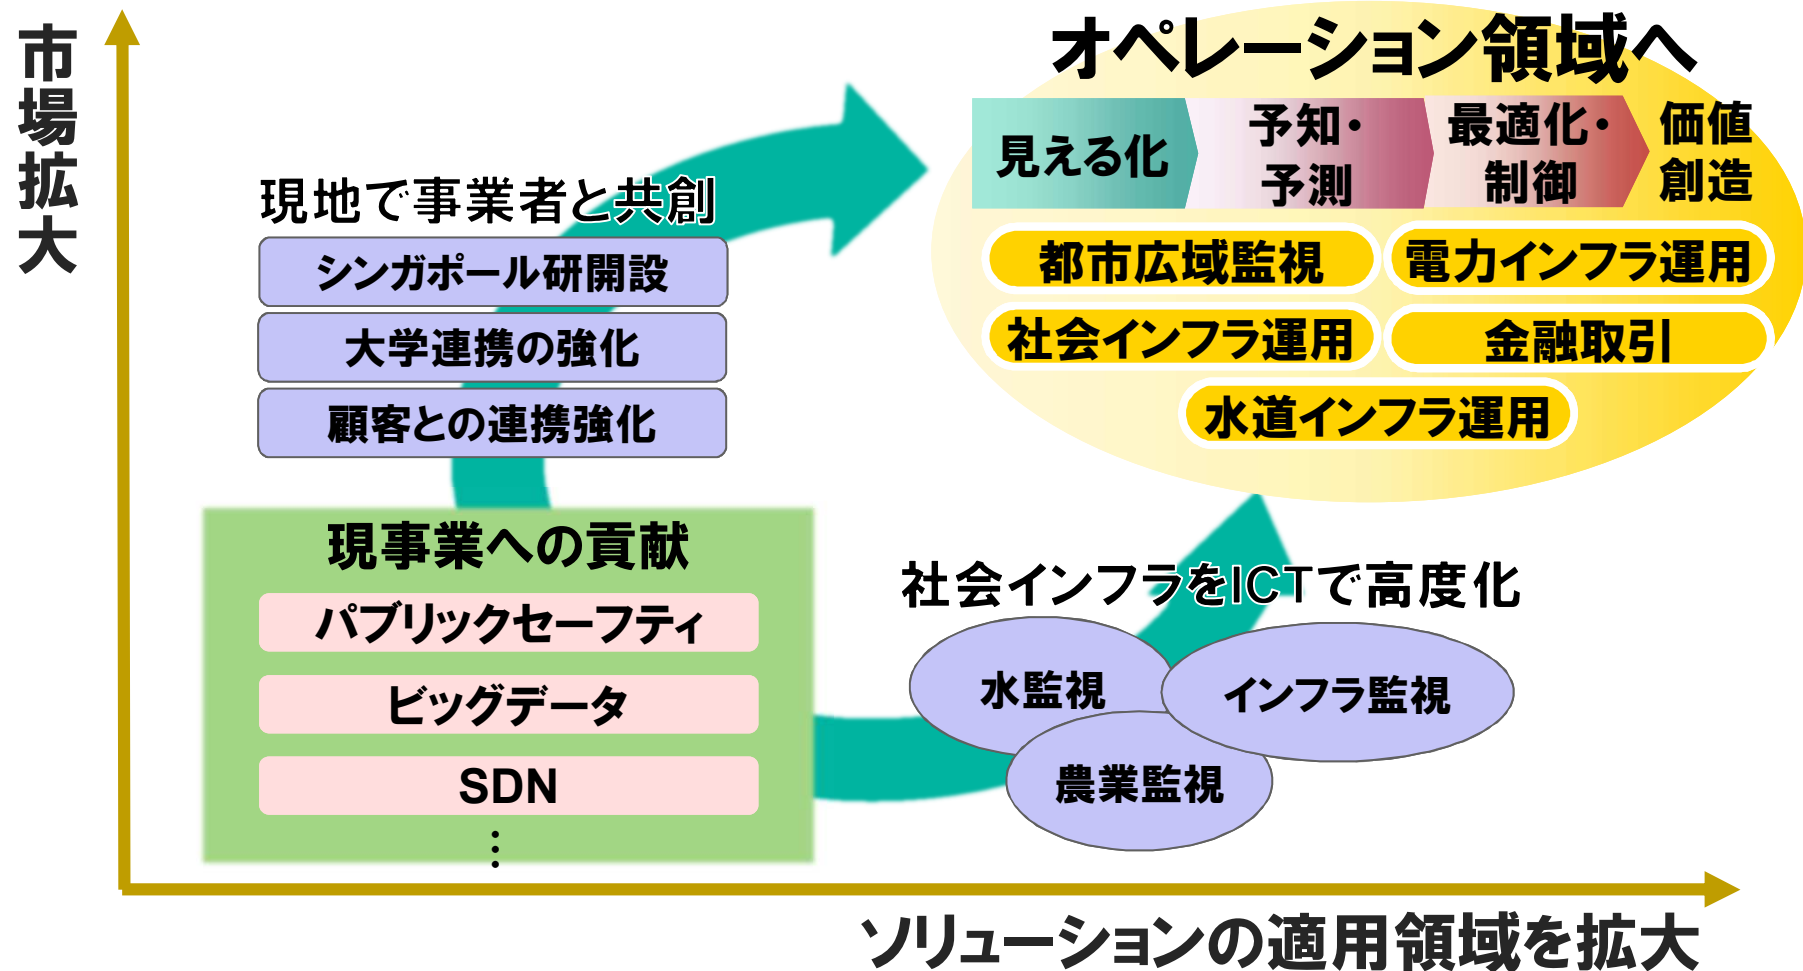 市場拡大
オペレーション領域へ
見える化
予知・
予測
最適化・
制御
価値
創造
都市広域監視
電力インフラ運用
社会インフラ運用
金融取引
水道インフラ運用
現地で事業者と共創
シンガポール研開設
大学連携の強化
顧客との連携強化
現事業への貢献
パブリックセーフティ
ビッグデータ
SDN
⋮
社会インフラをICTで高度化
水監視
インフラ監視
農業監視
ソリューションの適用領域を拡大